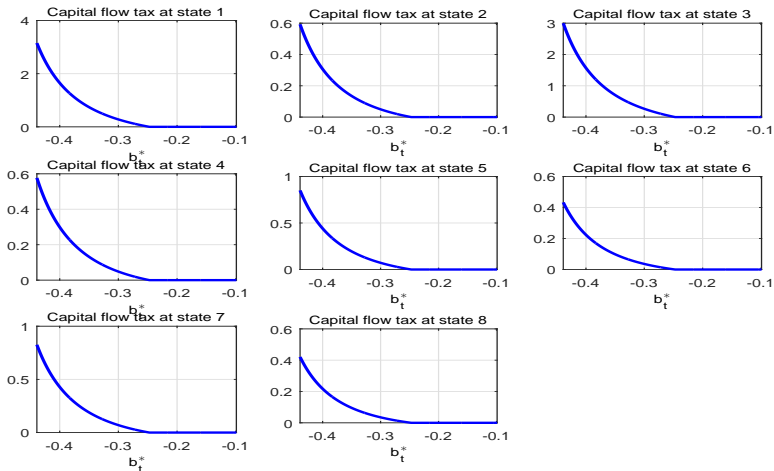 Capital flow tax at state 1
4
2
0
-0.4 -0.3 -0.2 -0.1
b*t
Capital flow tax at state 2
0.6
0.4
0.2
0
-0.4 -0.3 -0.2 -0.1
b*t
Capital flow tax at state 3
3
2
1
0
-0.4 -0.3 -0.2 -0.1
b*t
Capital flow tax at state 4
0.6
0.4
0.2
0
-0.4 -0.3 -0.2 -0.1
b*t
Capital flow tax at state 5
1
0.5
0
-0.4 -0.3 -0.2 -0.1
b*t
Capital flow tax at state 6
0.6
0.4
0.2
0
-0.4 -0.3 -0.2 -0.1
b*t
Capital flow tax at state 7
1
0.5
0
-0.4 -0.3 -0.2 -0.1
b*t
Capital flow tax at state 8
0.6
0.4
0.2
0
-0.4 -0.3 -0.2 -0.1
b*t